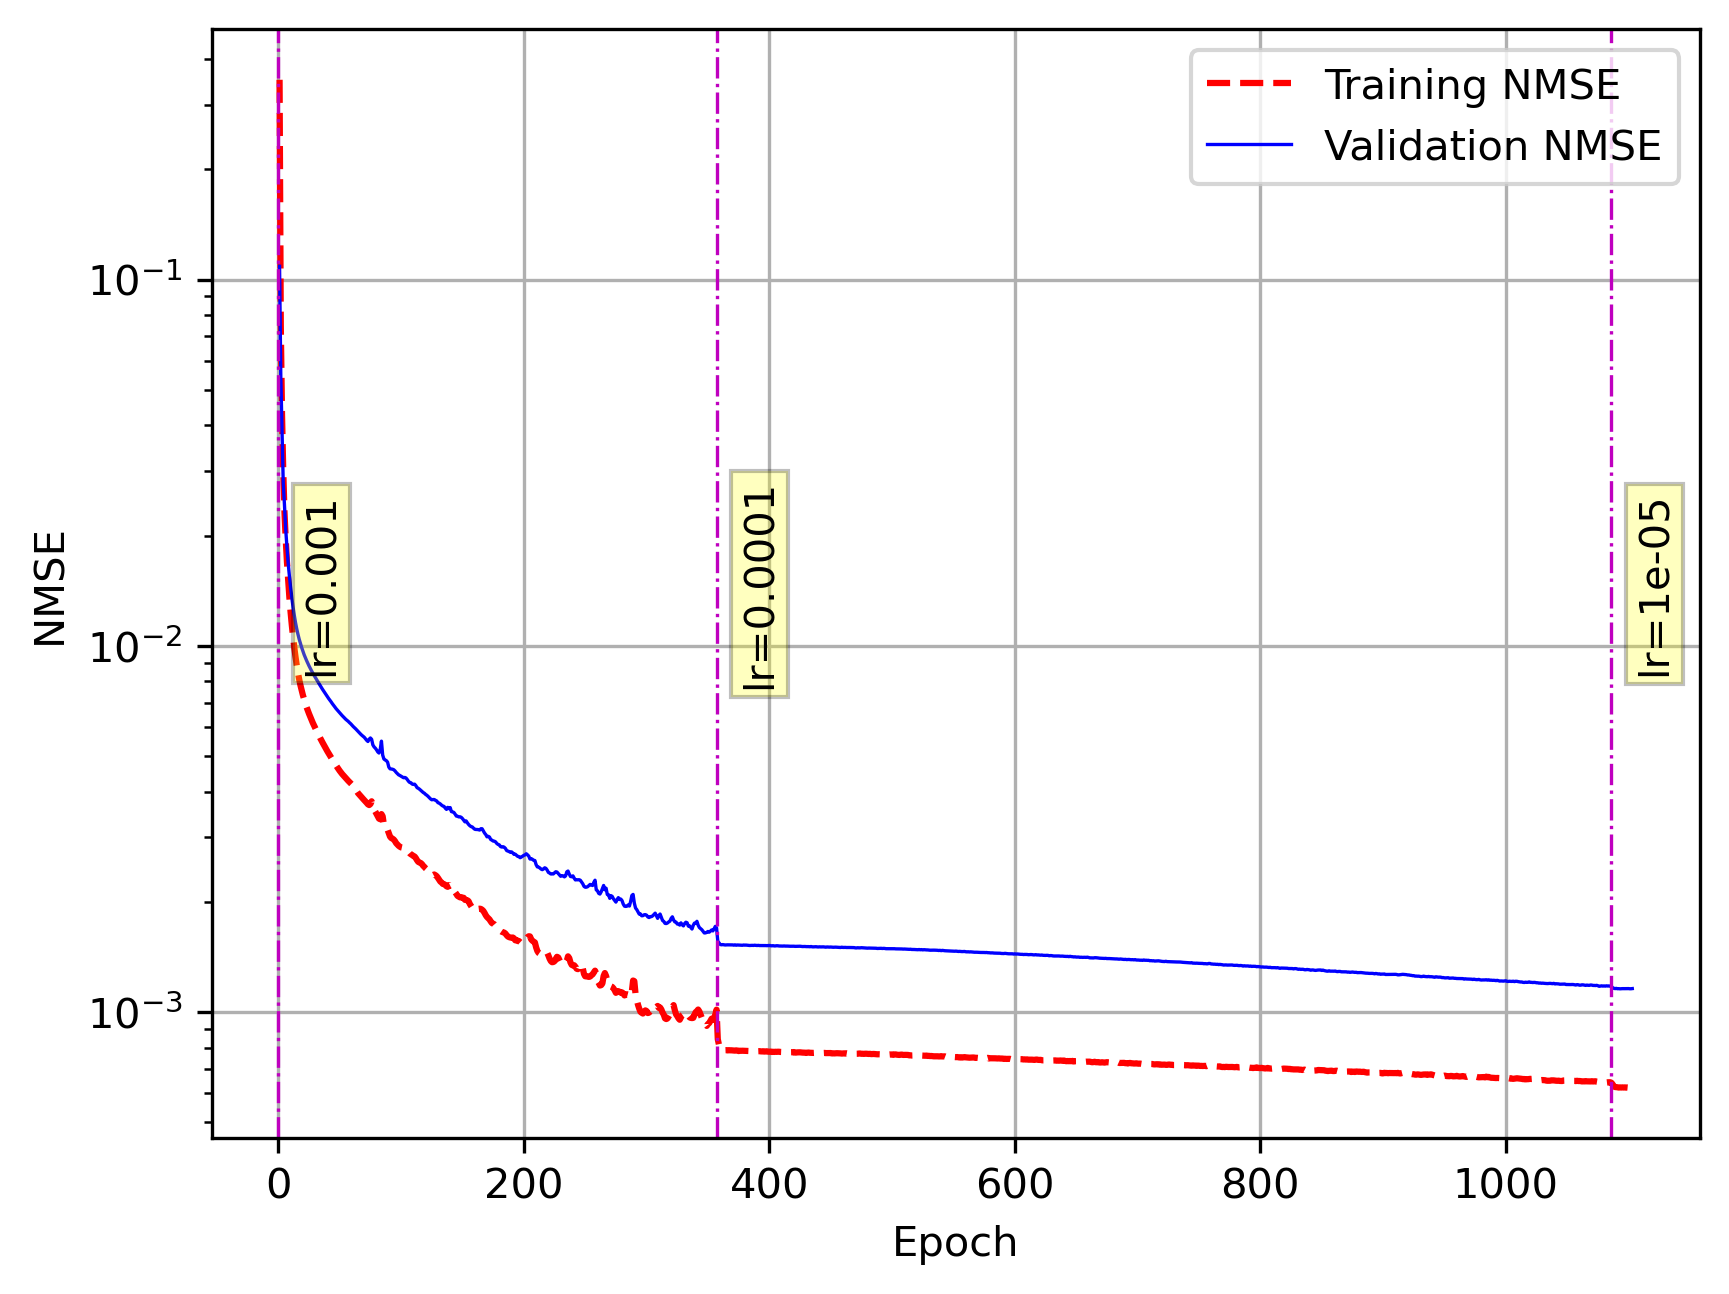 Training NMSE
Validation NMSE
10⁻¹
10⁻²
10⁻³
NMSE
lr=0.001
lr=0.0001
lr=1e-05
0 200 400 600 800 1000
Epoch